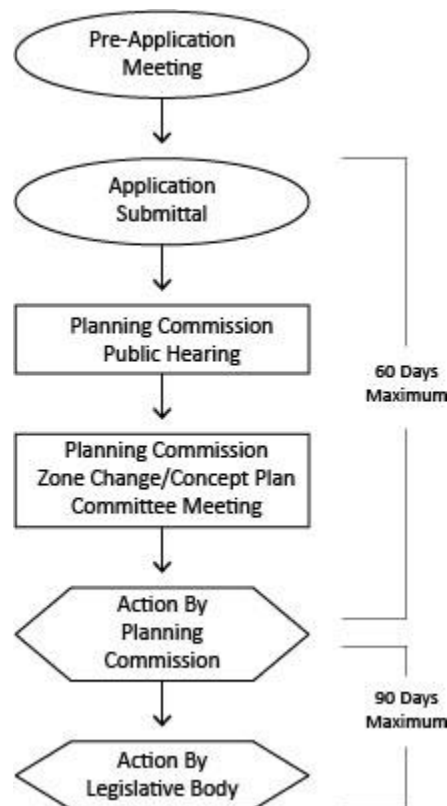 Pre-Application
Meeting
Application
Submittal
Planning Commission
Public Hearing
60 Days
Maximum
Planning Commission
Zone Change/Concept Plan
Committee Meeting
Action By
Planning
Commission
90 Days
Maximum
Action By
Legislative Body